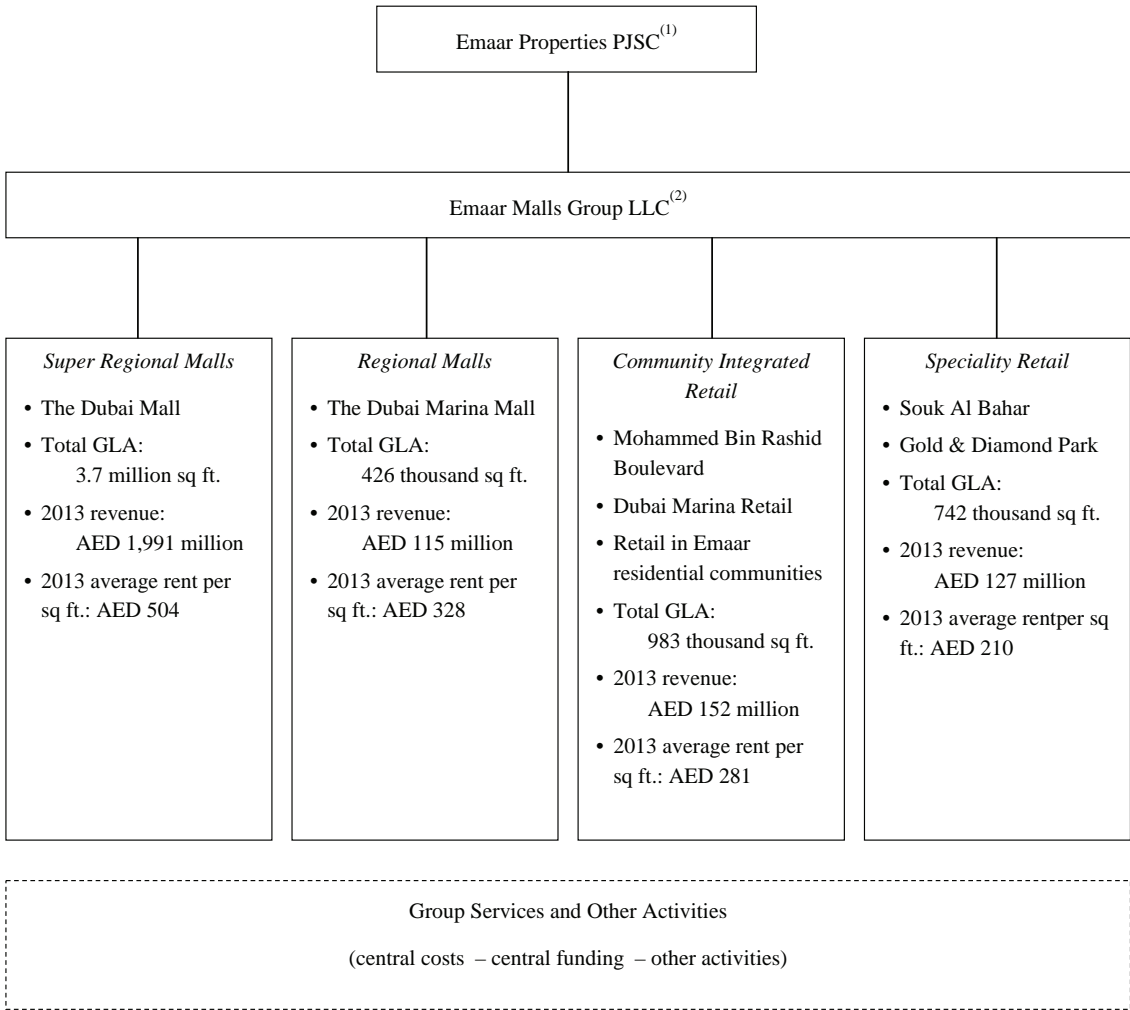 Emaar Properties PJSC(1)
Emaar Malls Group LLC(2)
Super Regional Malls
• The Dubai Mall
• Total GLA:
3.7 million sq ft.
• 2013 revenue:
AED 1,991 million
• 2013 average rent per
sq ft.: AED 504
Regional Malls
• The Dubai Marina Mall
• Total GLA:
426 thousand sq ft.
• 2013 revenue:
AED 115 million
• 2013 average rent per
sq ft.: AED 328
Community Integrated
Retail
• Mohammed Bin Rashid
Boulevard
• Dubai Marina Retail
• Retail in Emaar
residential communities
• Total GLA:
983 thousand sq ft.
• 2013 revenue:
AED 152 million
• 2013 average rent per
sq ft.: AED 281
Speciality Retail
• Souk Al Bahar
• Gold & Diamond Park
• Total GLA:
742 thousand sq ft.
• 2013 revenue:
AED 127 million
• 2013 average rentper sq
ft.: AED 210
Group Services and Other Activities
(central costs – central funding – other activities)